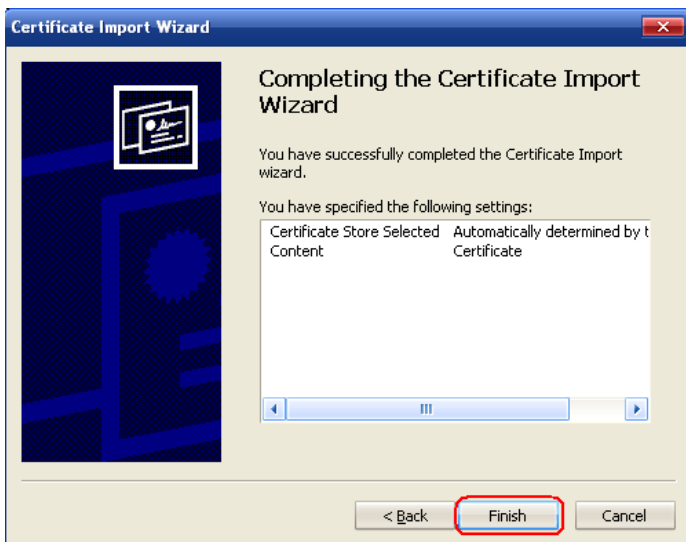 Certificate Import Wizard
Completing the Certificate Import
Wizard
You have successfully completed the Certificate Import
wizard.
You have specified the following settings:
Certificate Store Selected Automatically determined by t
Content Certificate
< Back Finish Cancel